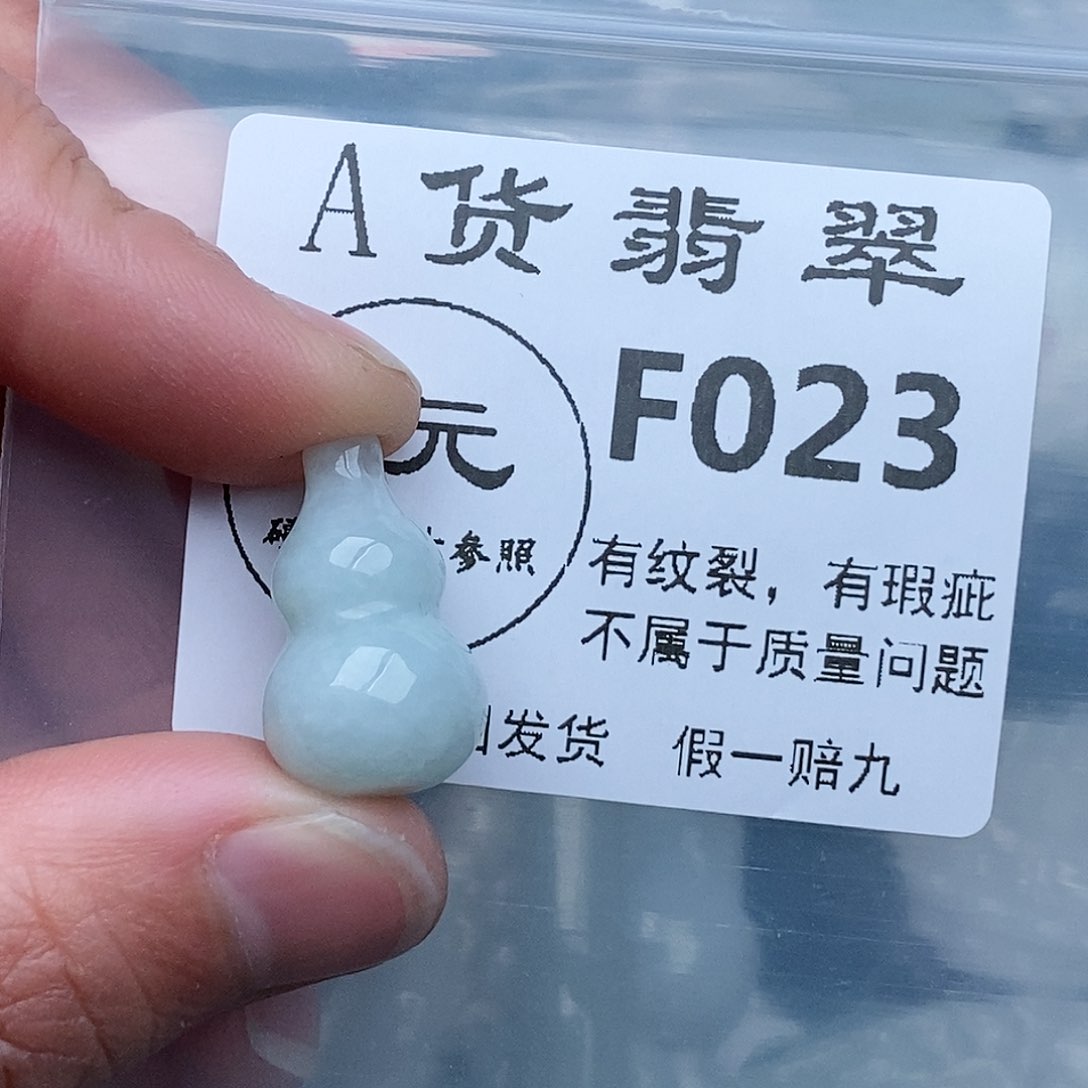 A货翡翠
F023
元
参照
有纹裂，有瑕疵
不属于质量问题
发货 假一赔九